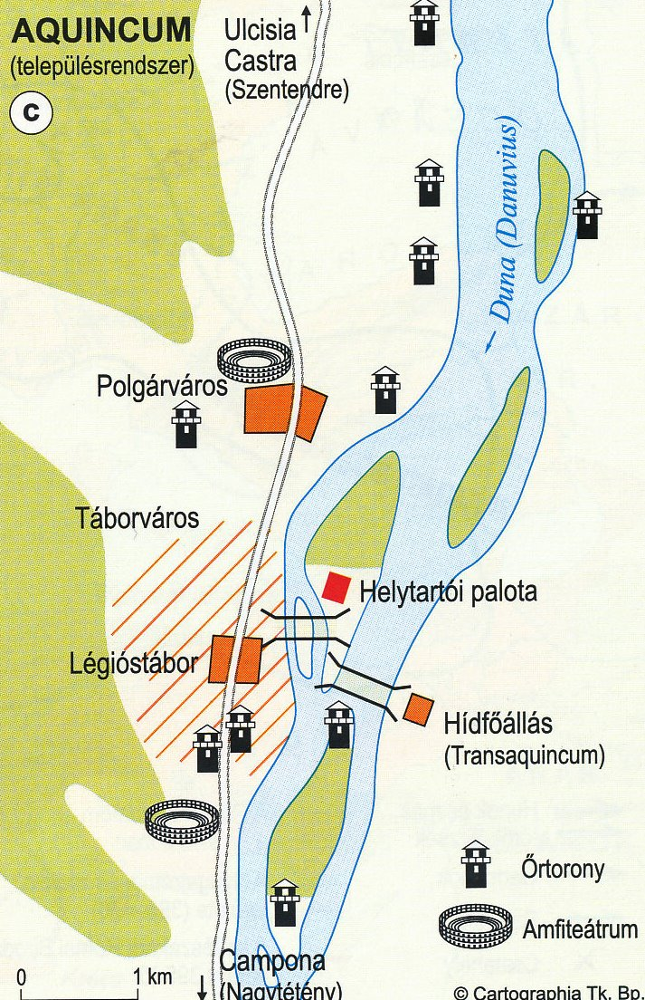 AQUINCUM
(településrendszer)
C
Ulcisia
Castra
(Szentendre)
Duna (Danuvius)
Polgárváros
Táborváros
Helytartói palota
Légióstábor
Hídfőállás
(Transaquincum)
Őrtorony
Amfiteátrum
Campona
(Nagytétény)
0 1 km
© Cartographia Tk. Bp.